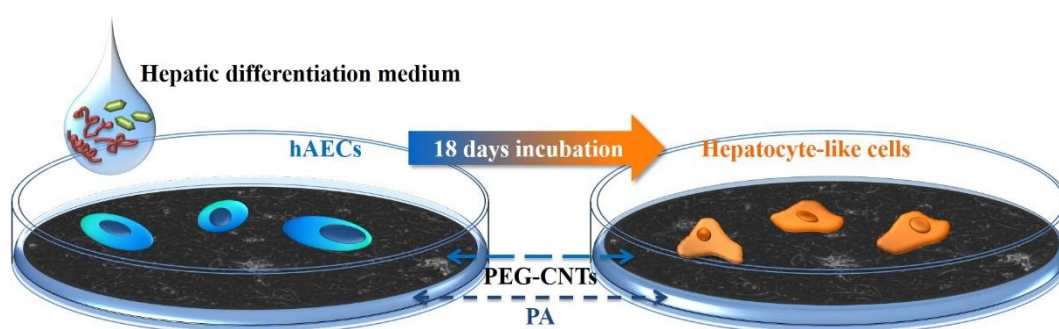 Hepatic differentiation medium
hAECs
18 days incubation
Hepatocyte-like cells
PEG-CNTs
PA